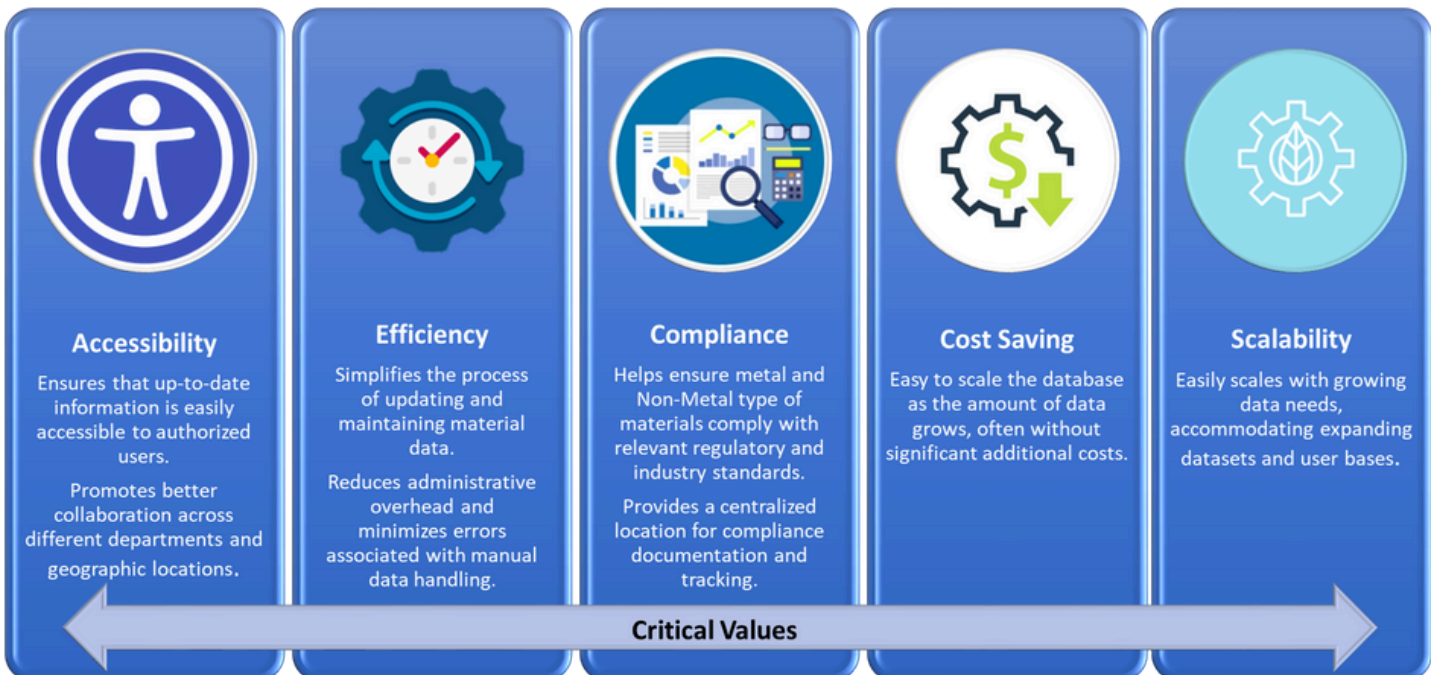 Accessibility
Ensures that up-to-date
information is easily
accessible to authorized
users.
Promotes better
collaboration across
different departments and
geographic locations.
Efficiency
Simplifies the process
of updating and
maintaining material
data.
Reduces administrative
overhead and
minimizes errors
associated with manual
data handling.
Compliance
Helps ensure metal and
Non-Metal type of
materials comply with
relevant regulatory and
industry standards.
Provides a centralized
location for compliance
documentation and
tracking.
$
Cost Saving
Easy to scale the database
as the amount of data
grows, often without
significant additional costs.
Scalability
Easily scales with growing
data needs,
accommodating expanding
datasets and user bases.
Critical Values